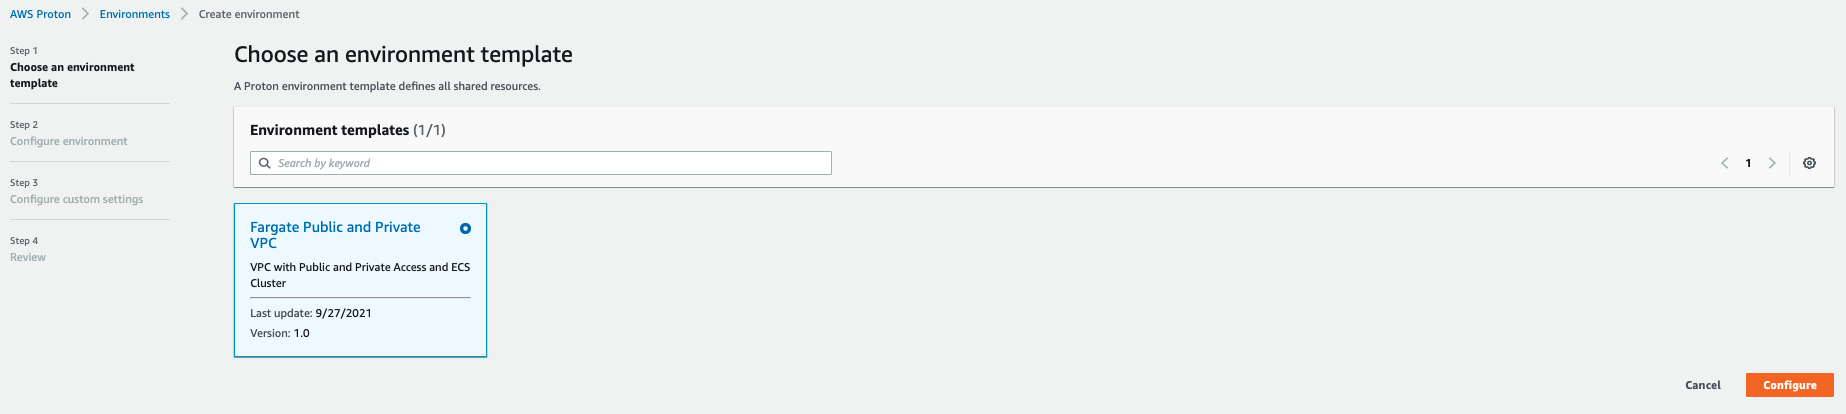 AWS Proton > Environments > Create environment
Step 1
Choose an environment
template
Step 2
Configure environment
Step 3
Configure custom settings
Step 4
Review
Choose an environment template
A Proton environment template defines all shared resources.
Environment templates (1/1)
Search by keyword
1
Fargate Public and Private
VPC
VPC with Public and Private Access and ECS
Cluster
Last update: 9/27/2021
Version: 1.0
Cancel
Configure